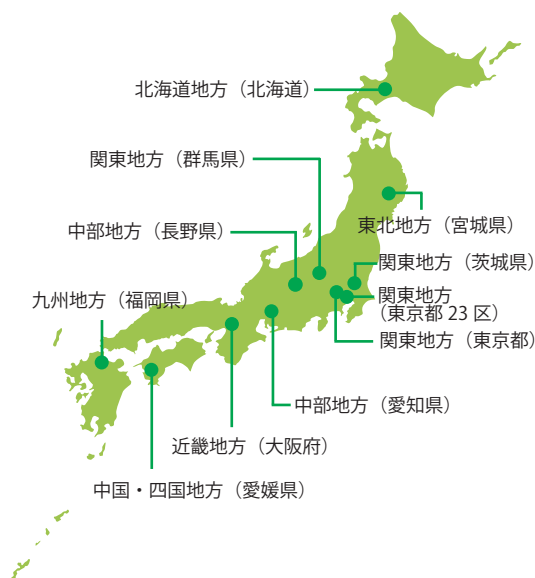 北海道地方（北海道）
関東地方（群馬県）
東北地方（宮城県）
中部地方（長野県）
関東地方（茨城県）
九州地方（福岡県）
関東地方
（東京都 23 区）
関東地方（東京都）
中部地方（愛知県）
近畿地方（大阪府）
中国・四国地方（愛媛県）